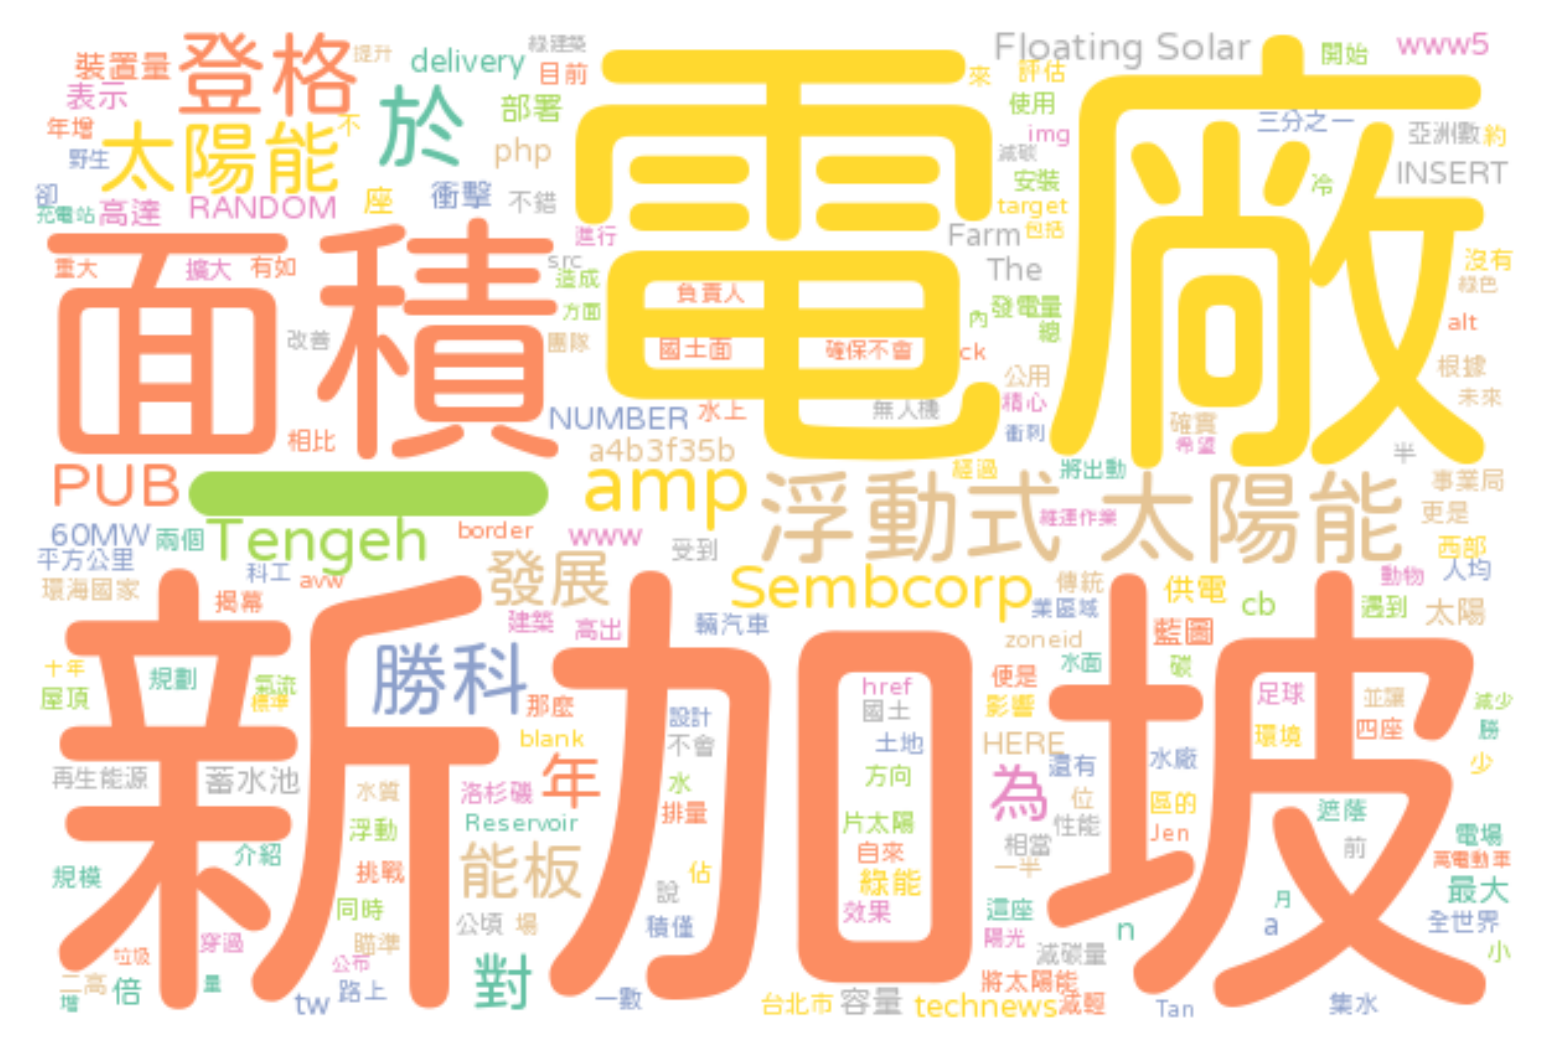 登格
提升
delivery
綠建築
Floating Solar
開始
www5
裝置量
目前
電廠
來
評估
表示
於
部署
使用
三分之一
亞洲數一
約
年增
太陽能
不
php
img
減碳
INSERT
野生
卻
座
衝擊
不錯
安裝
冷
充電站
高達
RANDOM
target
包括
進行
Farm
面積
The
沒有
綠色
重大
擴大
有如
src
造成
負責人
發電量
方面
內
總
alt
改善
團隊
國土面
確保不會
ck
根據
公用
未來
NUMBER
水上
無人機
精心
確實
相比
衝刺
希望
a4b3f35b
半
PUB
一
amp
經過
將出動
事業局
浮動式 太陽能
60MW
兩個
Tengeh
border
www
維運作業
更是
平方公里
受到
西部
科工
avw
發展
Sembcorp
傳統
供電
動物
人均
環海國家
揭幕
業區域
cb
遇到
太陽
新加坡
建築
高出
輛汽車
zoneid
藍圖
十年
規劃
氣流
勝科
水面
碳
屋頂
標準
那麼
設計
href
便是
足球
並讓
減少
國土
影響
blank
不會
土地
HERE
環境
四座
勝
再生能源
蓄水池
年
水
方向
還有
水廠
少
水質
洛杉磯
為
位
區的
浮動
Reservoir
排量
片太陽
性能
Jen
遮蔭
電場
介紹
自來
相當
前
萬電動車
規模
挑戰
能板
佔
綠能
一半
最大
同時
說
效果
這座
月
公頃
場
積僅
陽光
n
a
全世界
垃圾
穿過
瞄準
減碳量
小
二高
倍
量
公布
對
將太陽能
增
tw
路上
一數
台北市
容量
technews
減輕
Tan
集水